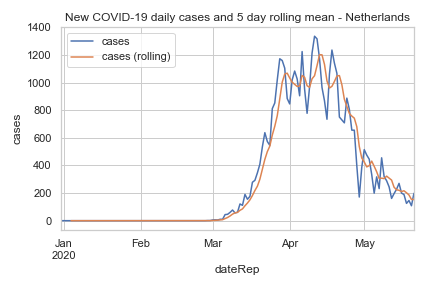 New COVID-19 daily cases and 5 day rolling mean - Netherlands
1400
1200
1000
800
600
400
200
0
cases
cases
cases (rolling)
Jan Feb Mar Apr May
2020
dateRep